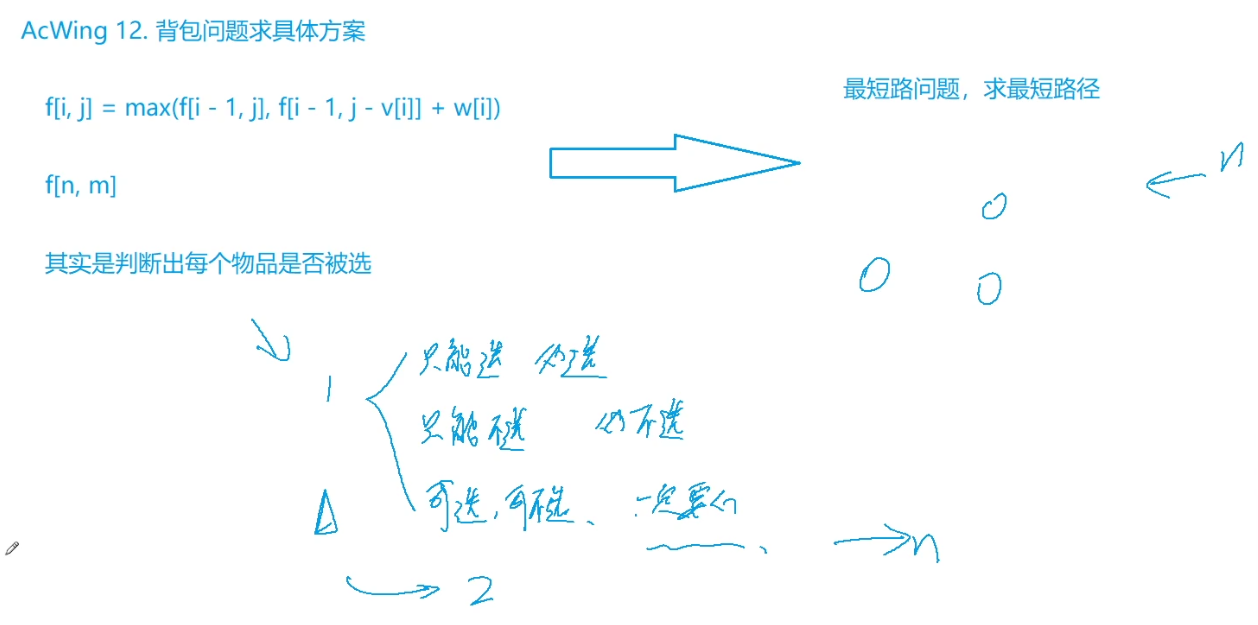 AcWing 12. 背包问题求具体方案
f[i, j] = max(f[i - 1, j], f[i - 1, j - v[i]] + w[i])
最短路问题，求最短路径
f[n, m]
n
其实是判断出每个物品是否被选
1
只能选 必选
只能不选 必不选
可选，可不选、一定要选
n
2